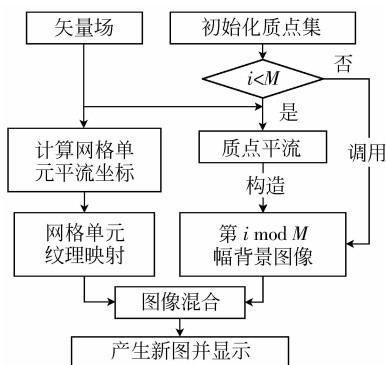 矢量场
初始化质点集
i<M
否
是
计算网格单
元平流坐标
质点平流
调用
构造
网格单元
纹理映射
第 i mod M
幅背景图像
图像混合
产生新图并显示